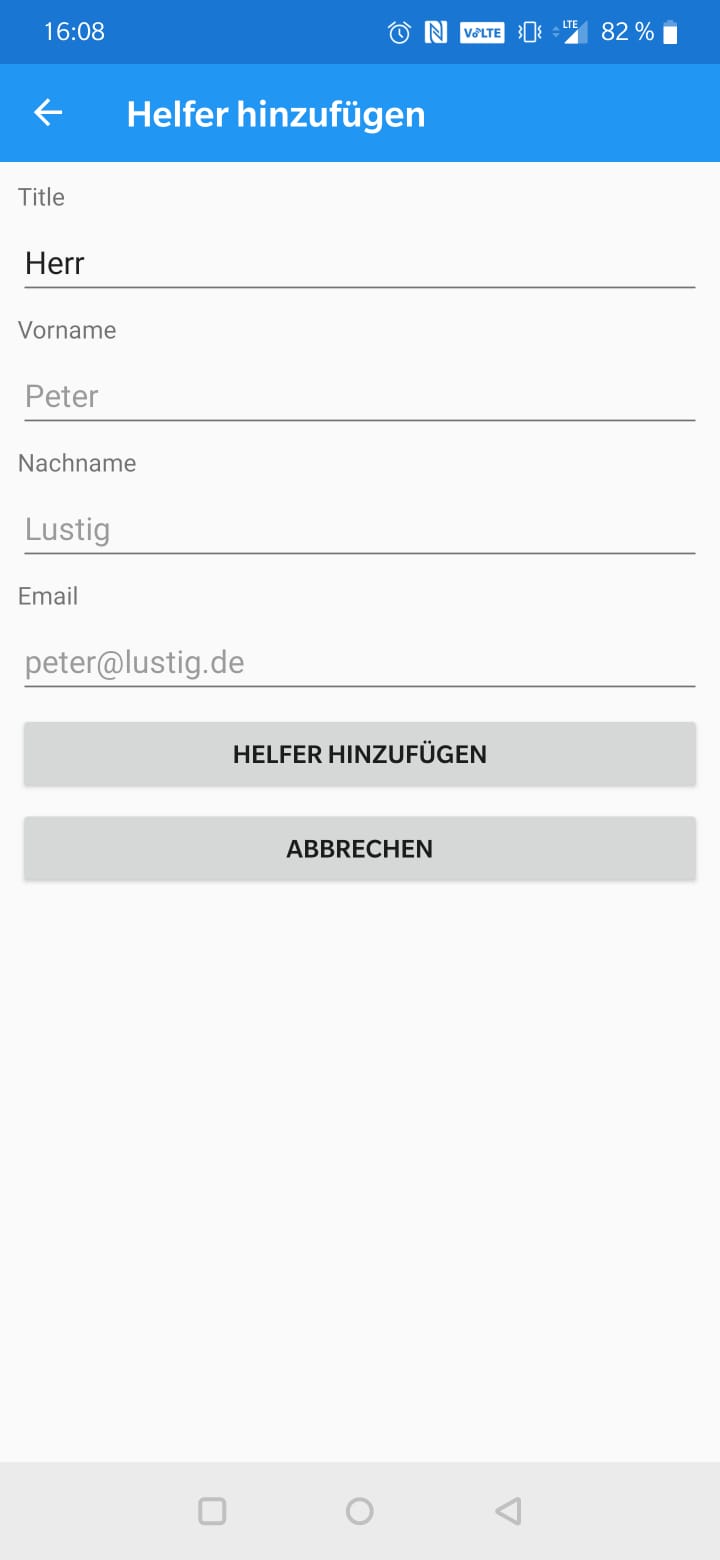 16:08 VoLTE LTE 82 %
Helfer hinzufügen
Title
Herr
Vorname
Peter
Nachname
Lustig
Email
peter@lustig.de
HELFER HINZUFÜGEN
ABBRECHEN